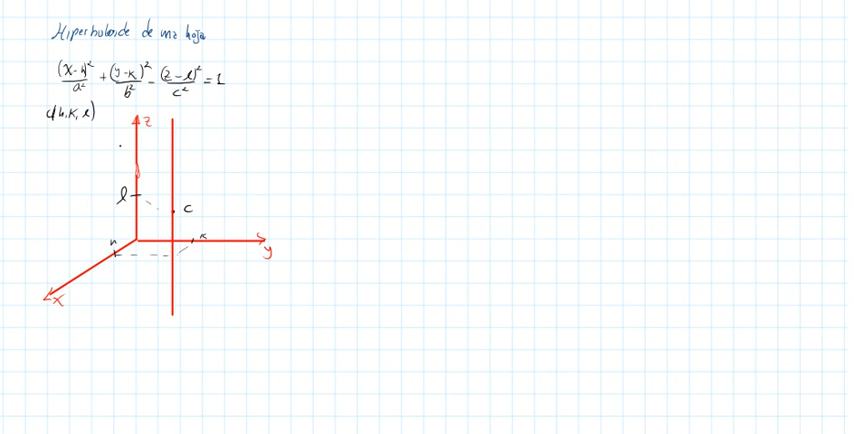 Hiperboloide de una hoja
(x-h)²/a² + (y-k)²/b² - (z-l)²/c² = 1
c(h,k,l)
z
l
c
h
k
y
x